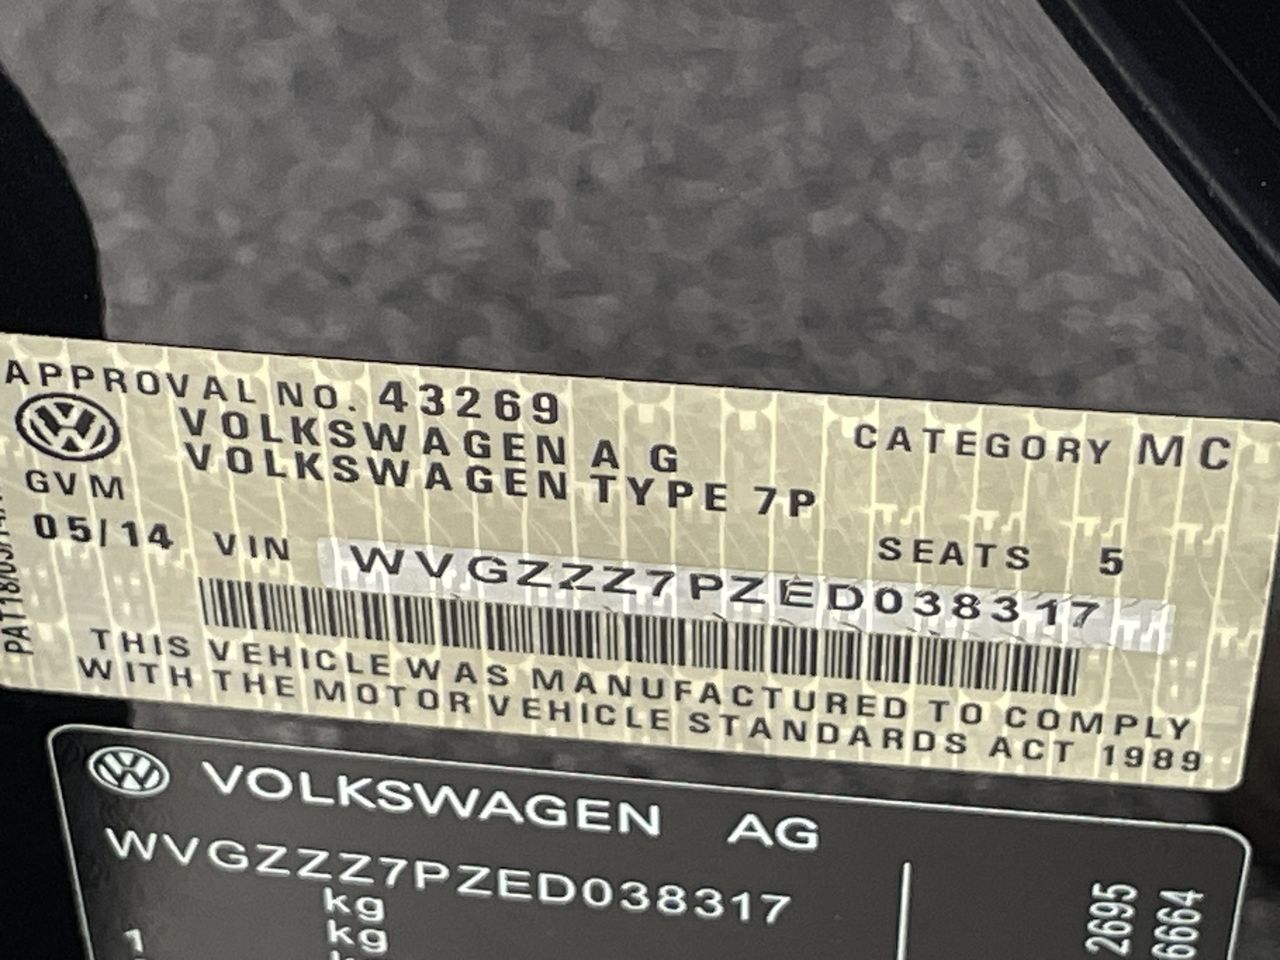 APPROVAL NO. 43269
VOLKSWAGEN A G
CATEGORY MC
VOLKSWAGEN TYPE 7P
GVM
05/14
SEATS 5
VIN WVGZZZ7PZED038317
THIS VEHICLE WAS MANUFACTURED TO COMPLY
WITH THE MOTOR VEHICLE STANDARDS ACT 1989
VOLKSWAGEN AG
WVGZZZ7PZED038317
kg
1 kg
2695
6664